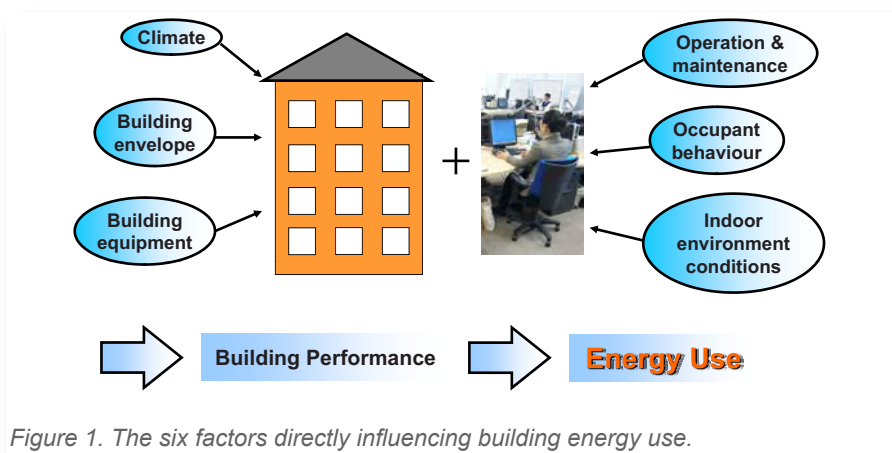 Climate
Building
envelope
Building
equipment
+
Operation &
maintenance
Occupant
behaviour
Indoor
environment
conditions
Building Performance
Energy Use
Figure 1. The six factors directly influencing building energy use.